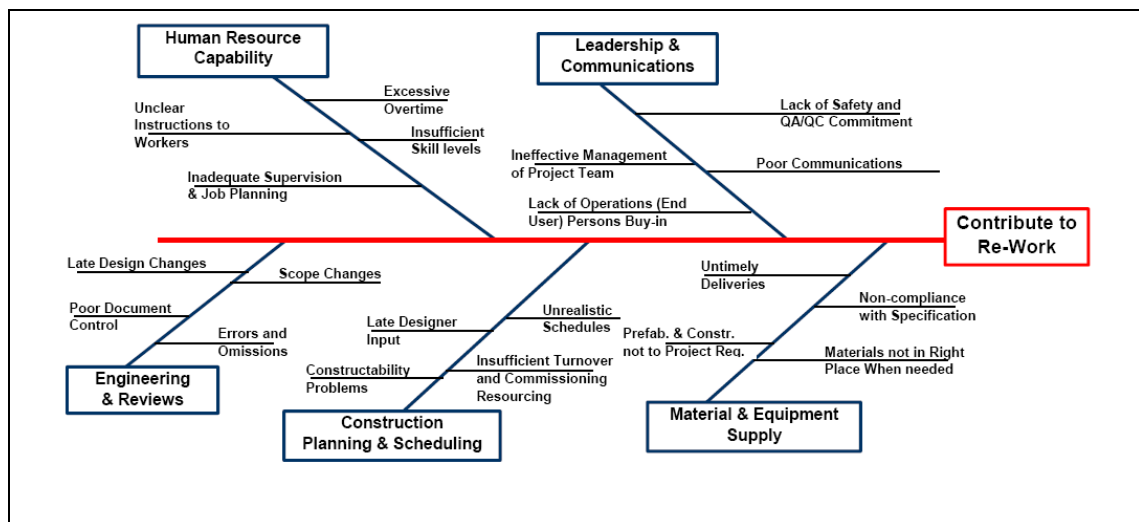 Human Resource
Capability
Leadership &
Communications
Excessive
Overtime
Unclear
Instructions to
Workers
Insufficient
Skill levels
Inadequate Supervision
& Job Planning
Lack of Safety and
QA/QC Commitment
Ineffective Management
of Project Team
Poor Communications
Lack of Operations (End
User) Persons Buy-in
Contribute to
Re-Work
Late Design Changes
Scope Changes
Poor Document
Control
Errors and
Omissions
Engineering
& Reviews
Late Designer
Input
Unrealistic
Schedules
Constructability
Problems
Insufficient Turnover
and Commissioning
Resourcing
Construction
Planning & Scheduling
Untimely
Deliveries
Non-compliance
with Specification
Prefab. & Constr.
not to Project Req.
Materials not in Right
Place When needed
Material & Equipment
Supply